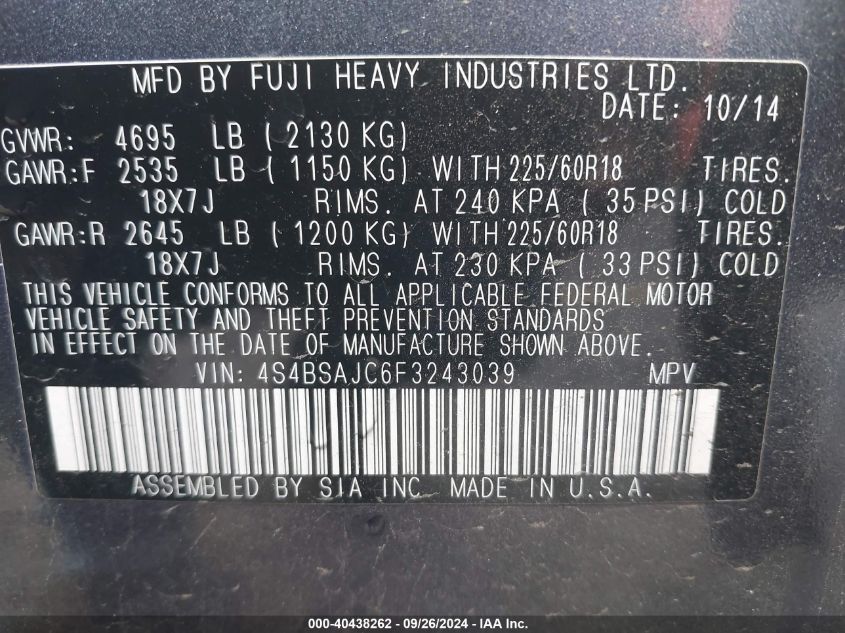 MFD BY FUJI HEAVY INDUSTRIES LTD.
DATE: 10/14
GVWR: 4695 LB (2130 KG)
GAWR:F 2535 LB (1150 KG) WITH 225/60R18 TIRES.
18X7J RIMS. AT 240 KPA (35 PSI) COLD
GAWR:R 2645 LB (1200 KG) WITH 225/60R18 TIRES.
18X7J RIMS. AT 230 KPA (33 PSI) COLD
THIS VEHICLE CONFORMS TO ALL APPLICABLE FEDERAL MOTOR
VEHICLE SAFETY AND THEFT PREVENTION STANDARDS
IN EFFECT ON THE DATE OF MANUFACTURE SHOWN ABOVE.
VIN: 4S4BSAJC6F3243039 MPV
ASSEMBLED BY SIA INC MADE IN U.S.A.
000-40438262 - 09/26/2024 - IAA, Inc.